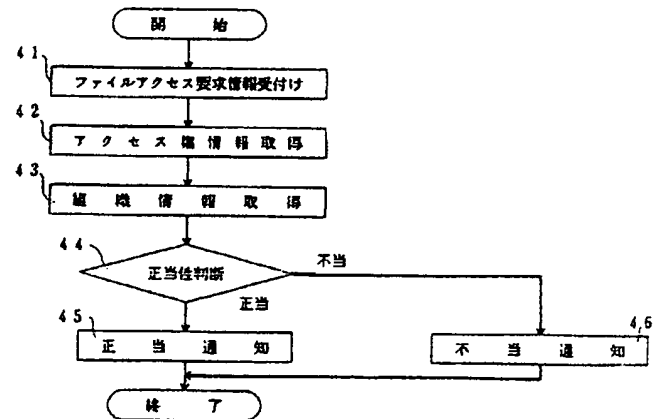 開 始
41
ファイルアクセス要求情報受付け
42
アクセス権情報取得
43
組織情報取得
44
正当性判断
不当
正当
45
正当通知
46
不当通知
終了